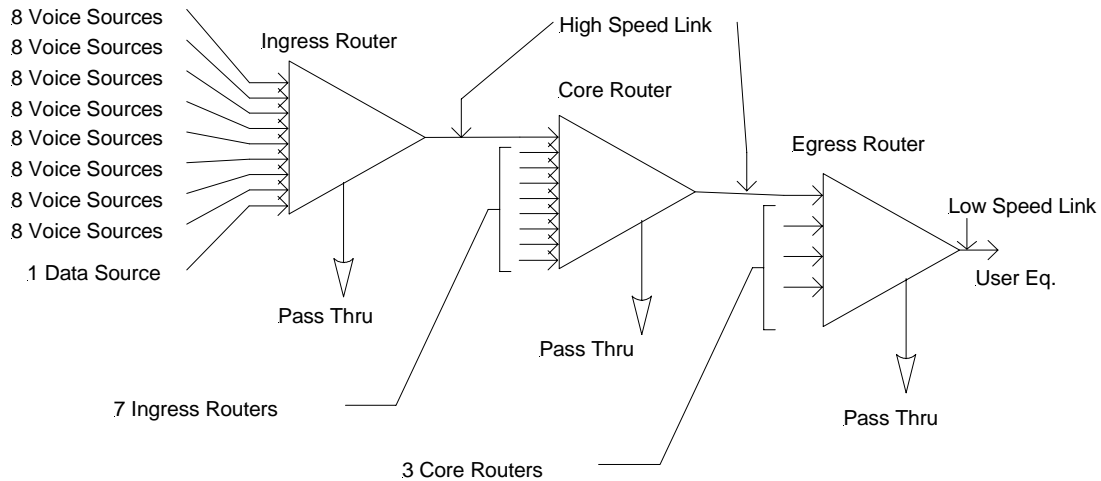 8 Voice Sources
8 Voice Sources
8 Voice Sources
8 Voice Sources
8 Voice Sources
8 Voice Sources
8 Voice Sources
8 Voice Sources
1 Data Source
Ingress Router
Pass Thru
High Speed Link
Core Router
Pass Thru
7 Ingress Routers
Egress Router
Low Speed Link
User Eq.
Pass Thru
3 Core Routers